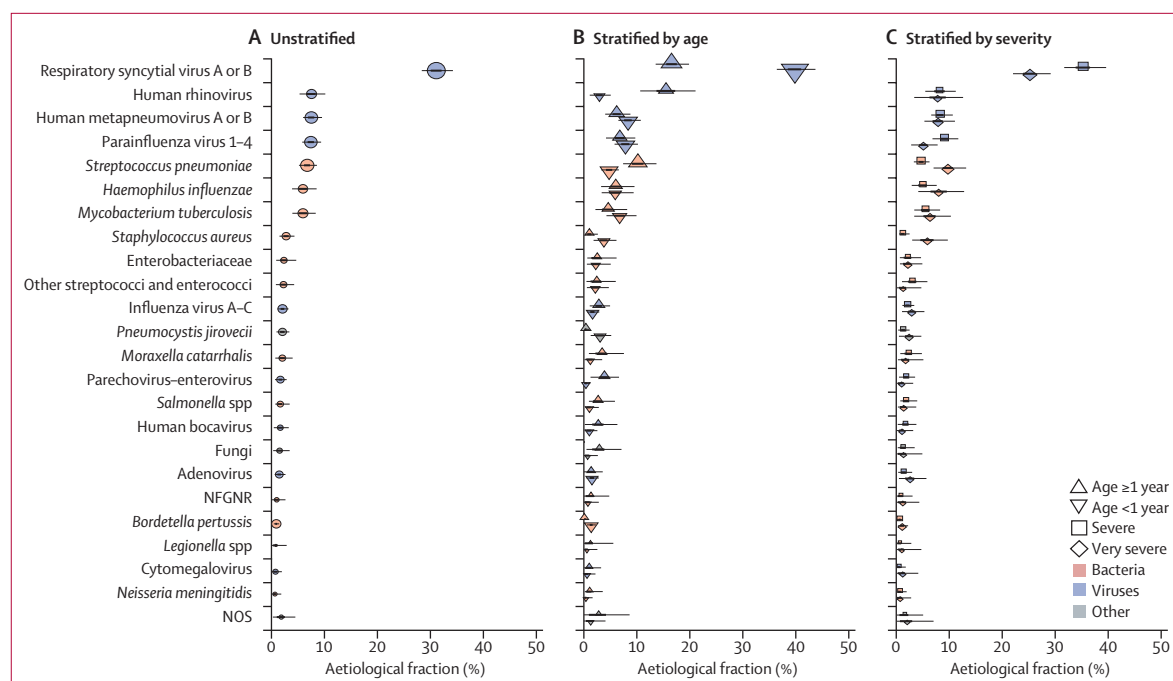 A Unstratified
B Stratified by age
C Stratified by severity
Respiratory syncytial virus A or B
Human rhinovirus
Human metapneumovirus A or B
Parainfluenza virus 1–4
Streptococcus pneumoniae
Haemophilus influenzae
Mycobacterium tuberculosis
Staphylococcus aureus
Enterobacteriaceae
Other streptococci and enterococci
Influenza virus A–C
Pneumocystis jirovecii
Moraxella catarrhalis
Parechovirus–enterovirus
Salmonella spp
Human bocavirus
Fungi
Adenovirus
NFGNR
Bordetella pertussis
Legionella spp
Cytomegalovirus
Neisseria meningitidis
NOS
Age ≥1 year
Age <1 year
Severe
Very severe
Bacteria
Viruses
Other
0 10 20 30 40 50
0 10 20 30 40 50
0 10 20 30 40 50
Aetiological fraction (%)
Aetiological fraction (%)
Aetiological fraction (%)